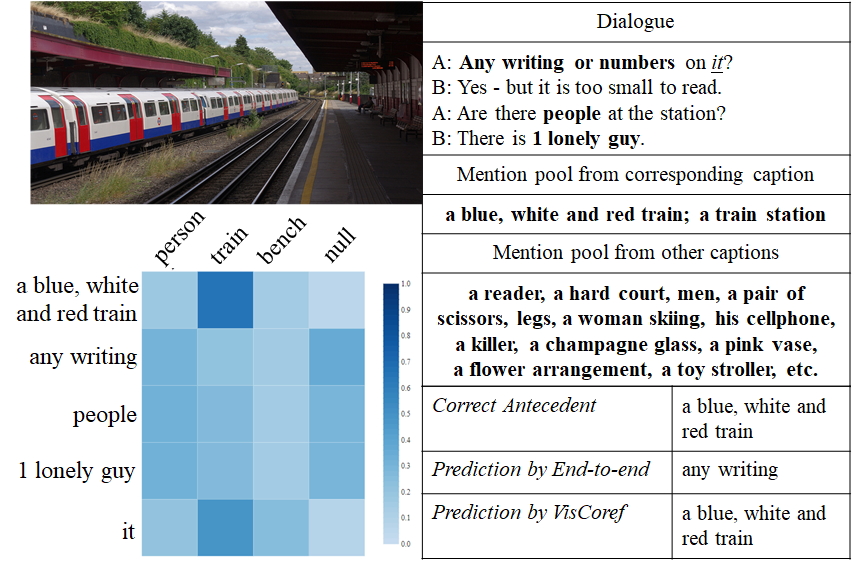 Dialogue
A: Any writing or numbers on it?
B: Yes - but it is too small to read.
A: Are there people at the station?
B: There is 1 lonely guy.
Mention pool from corresponding caption
a blue, white and red train; a train station
Mention pool from other captions
a reader, a hard court, men, a pair of
scissors, legs, a woman skiing, his cellphone,
a killer, a champagne glass, a pink vase,
a flower arrangement, a toy stroller, etc.
Correct Antecedent
a blue, white and
red train
Prediction by End-to-end
any writing
Prediction by VisCoref
a blue, white and
red train
person
train
bench
null
a blue, white
and red train
any writing
people
1 lonely guy
it
1.0
0.9
0.8
0.7
0.6
0.5
0.4
0.3
0.2
0.1
0.0